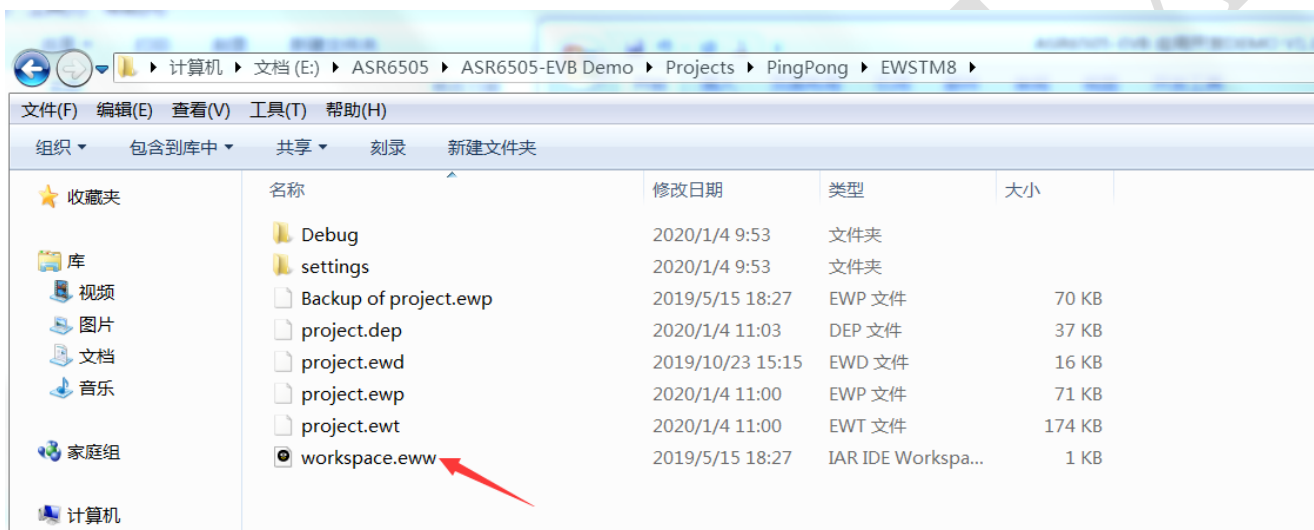 计算机 文档 (E:) ASR6505 ASR6505-EVB Demo Projects PingPong EWSTM8
文件(F) 编辑(E) 查看(V) 工具(T) 帮助(H)
组织 包含到库中 共享 刻录 新建文件夹
收藏夹
库
视频
图片
文档
音乐
家庭组
计算机
名称 修改日期 类型 大小
Debug 2020/1/4 9:53 文件夹
settings 2020/1/4 9:53 文件夹
Backup of project.ewp 2019/5/15 18:27 EWP 文件 70 KB
project.dep 2020/1/4 11:03 DEP 文件 37 KB
project.ewd 2019/10/23 15:15 EWD 文件 16 KB
project.ewp 2020/1/4 11:00 EWP 文件 71 KB
project.ewt 2020/1/4 11:00 EWT 文件 174 KB
workspace.eww 2019/5/15 18:27 IAR IDE Workspa... 1 KB